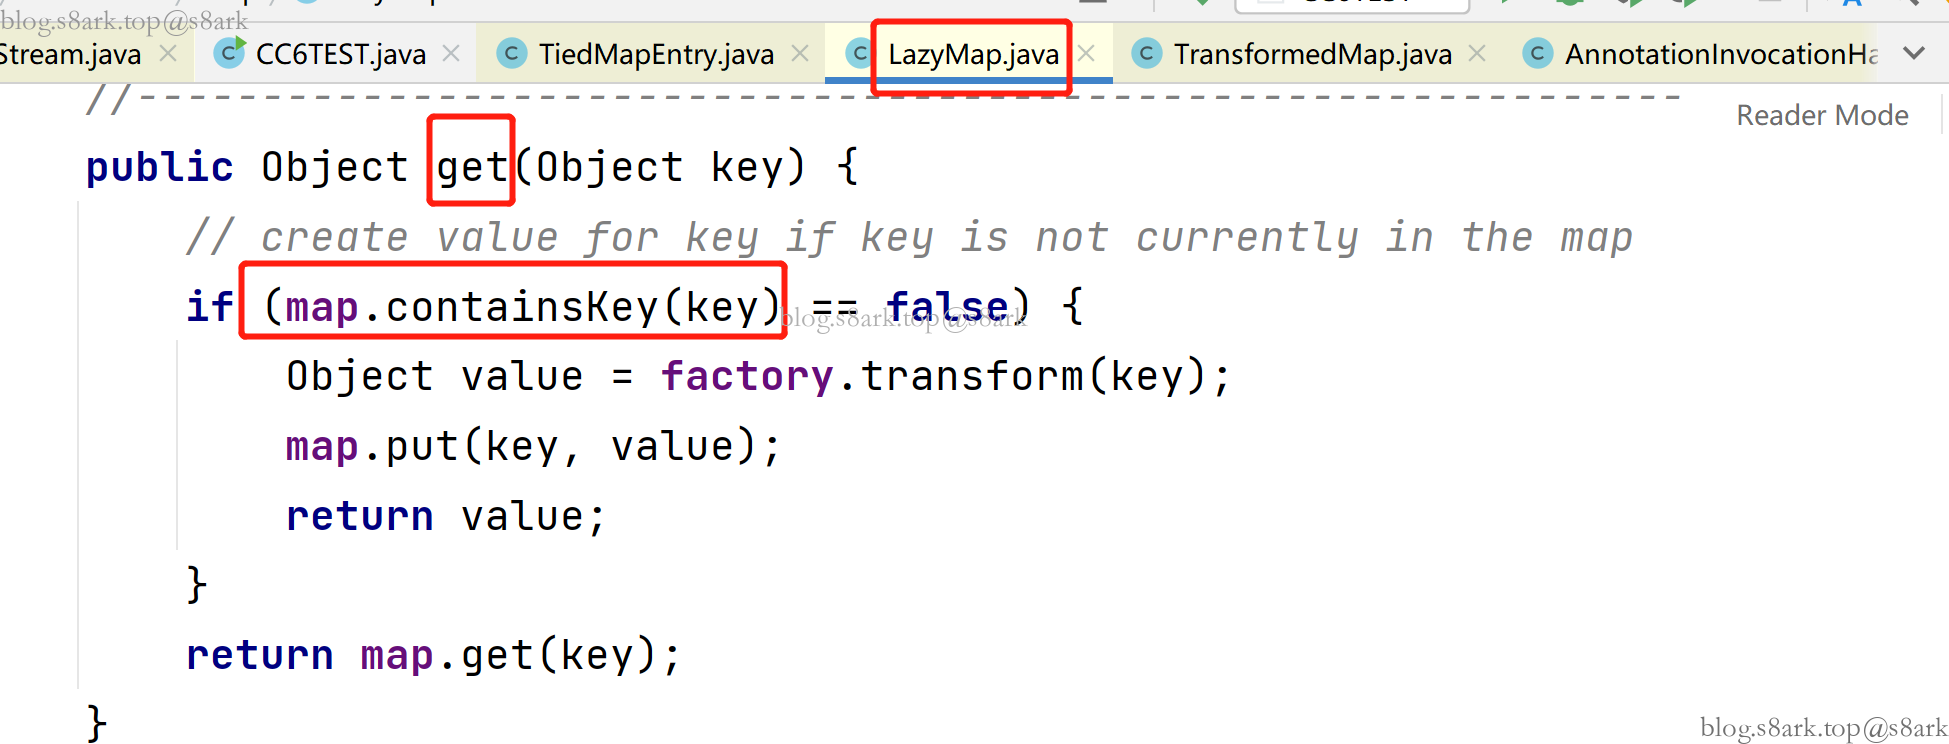 blog.s8ark.top@s8ark
Stream.java CC6TEST.java TiedMapEntry.java LazyMap.java TransformedMap.java AnnotationInvocationHa
//--------------------------------------------------------------
Reader Mode
public Object get(Object key) {
// create value for key if key is not currently in the map
if (map.containsKey(key) == false) {
blog.s8ark.top@s8ark
Object value = factory.transform(key);
map.put(key, value);
return value;
}
return map.get(key);
}
blog.s8ark.top@s8ark